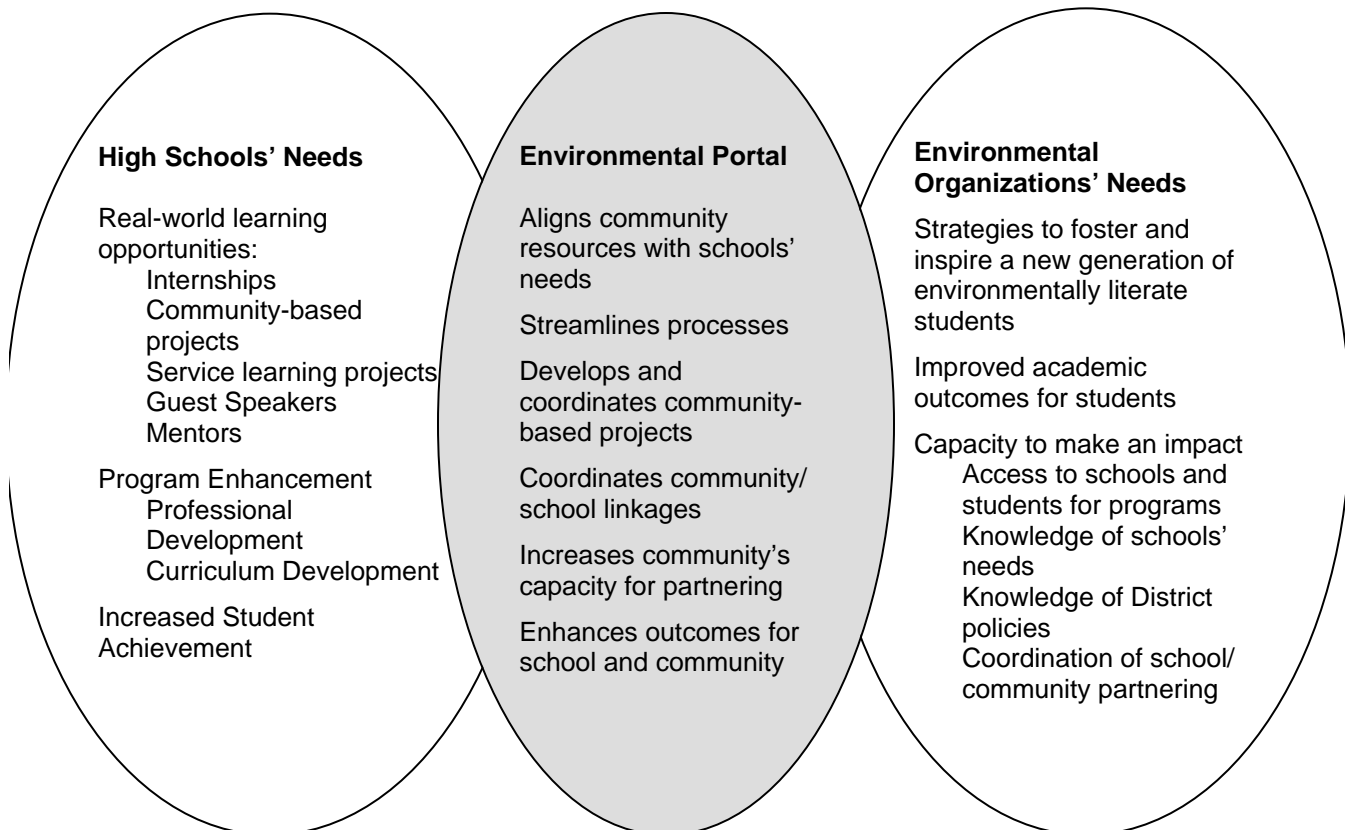 High Schools’ Needs
Real-world learning
opportunities:
Internships
Community-based
projects
Service learning projects
Guest Speakers
Mentors
Program Enhancement
Professional
Development
Curriculum Development
Increased Student
Achievement
Environmental Portal
Aligns community
resources with schools’
needs
Streamlines processes
Develops and
coordinates community-
based projects
Coordinates community/
school linkages
Increases community’s
capacity for partnering
Enhances outcomes for
school and community
Environmental
Organizations’ Needs
Strategies to foster and
inspire a new generation of
environmentally literate
students
Improved academic
outcomes for students
Capacity to make an impact
Access to schools and
students for programs
Knowledge of schools’
needs
Knowledge of District
policies
Coordination of school/
community partnering